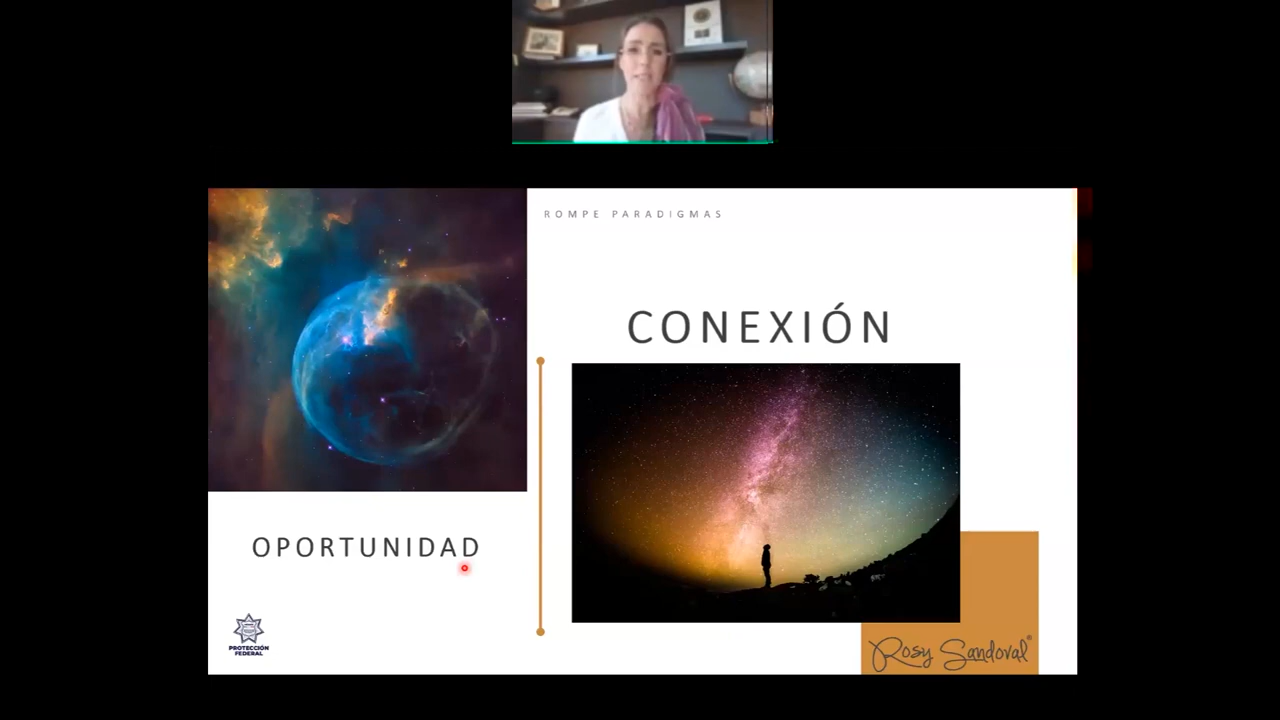 ROMPE PARADIGMAS
CONEXIÓN
OPORTUNIDAD
PROTECCIÓN
FEDERAL
Rosy Sandoval®